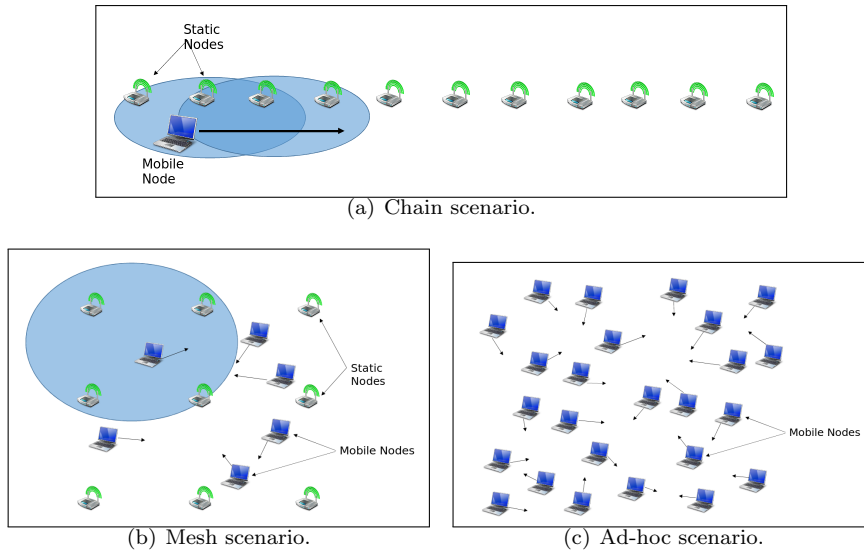 Static
Nodes
Mobile
Node
(a) Chain scenario.
Static
Nodes
Mobile Nodes
(b) Mesh scenario.
Mobile Nodes
(c) Ad-hoc scenario.